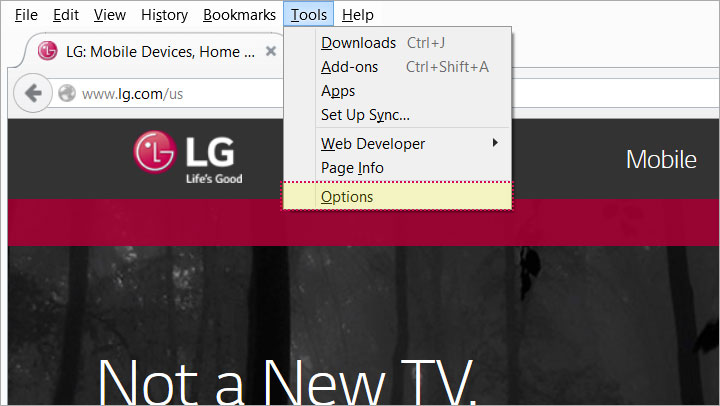 File Edit View History Bookmarks Tools Help
LG: Mobile Devices, Home ...
www.lg.com/us
Downloads Ctrl+J
Add-ons Ctrl+Shift+A
Apps
Set Up Sync...
Web Developer
Page Info
Options
LG
Life's Good
Mobile
Not a New TV.